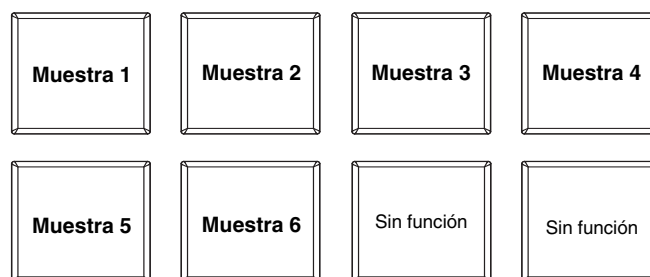 Muestra 1
Muestra 2
Muestra 3
Muestra 4
Muestra 5
Muestra 6
Sin función
Sin función